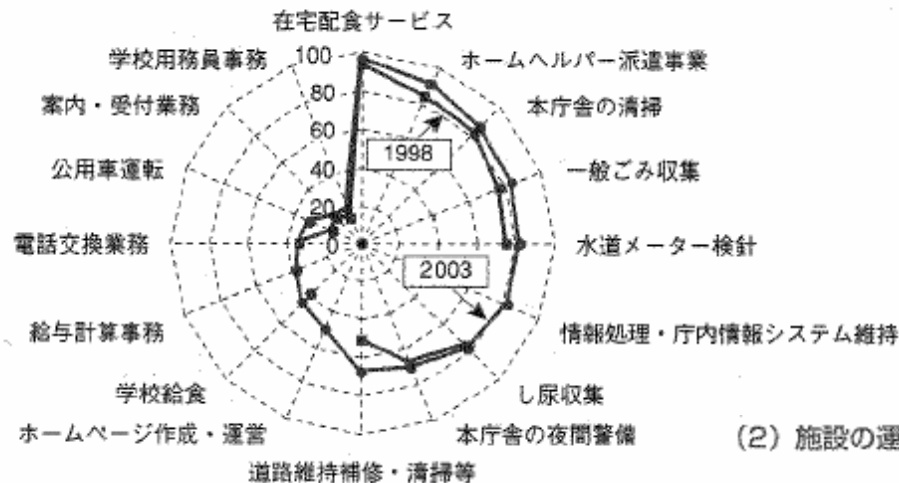 在宅配食サービス
ホームヘルパー派遣事業
本庁舎の清掃
一般ごみ収集
水道メーター検針
情報処理・庁内情報システム維持
し尿収集
本庁舎の夜間警備
道路維持補修・清掃等
ホームページ作成・運営
学校給食
給与計算事務
電話交換業務
公用車運転
案内・受付業務
学校用務員事務
100
80
60
40
20
0
1998
2003
(2) 施設の運